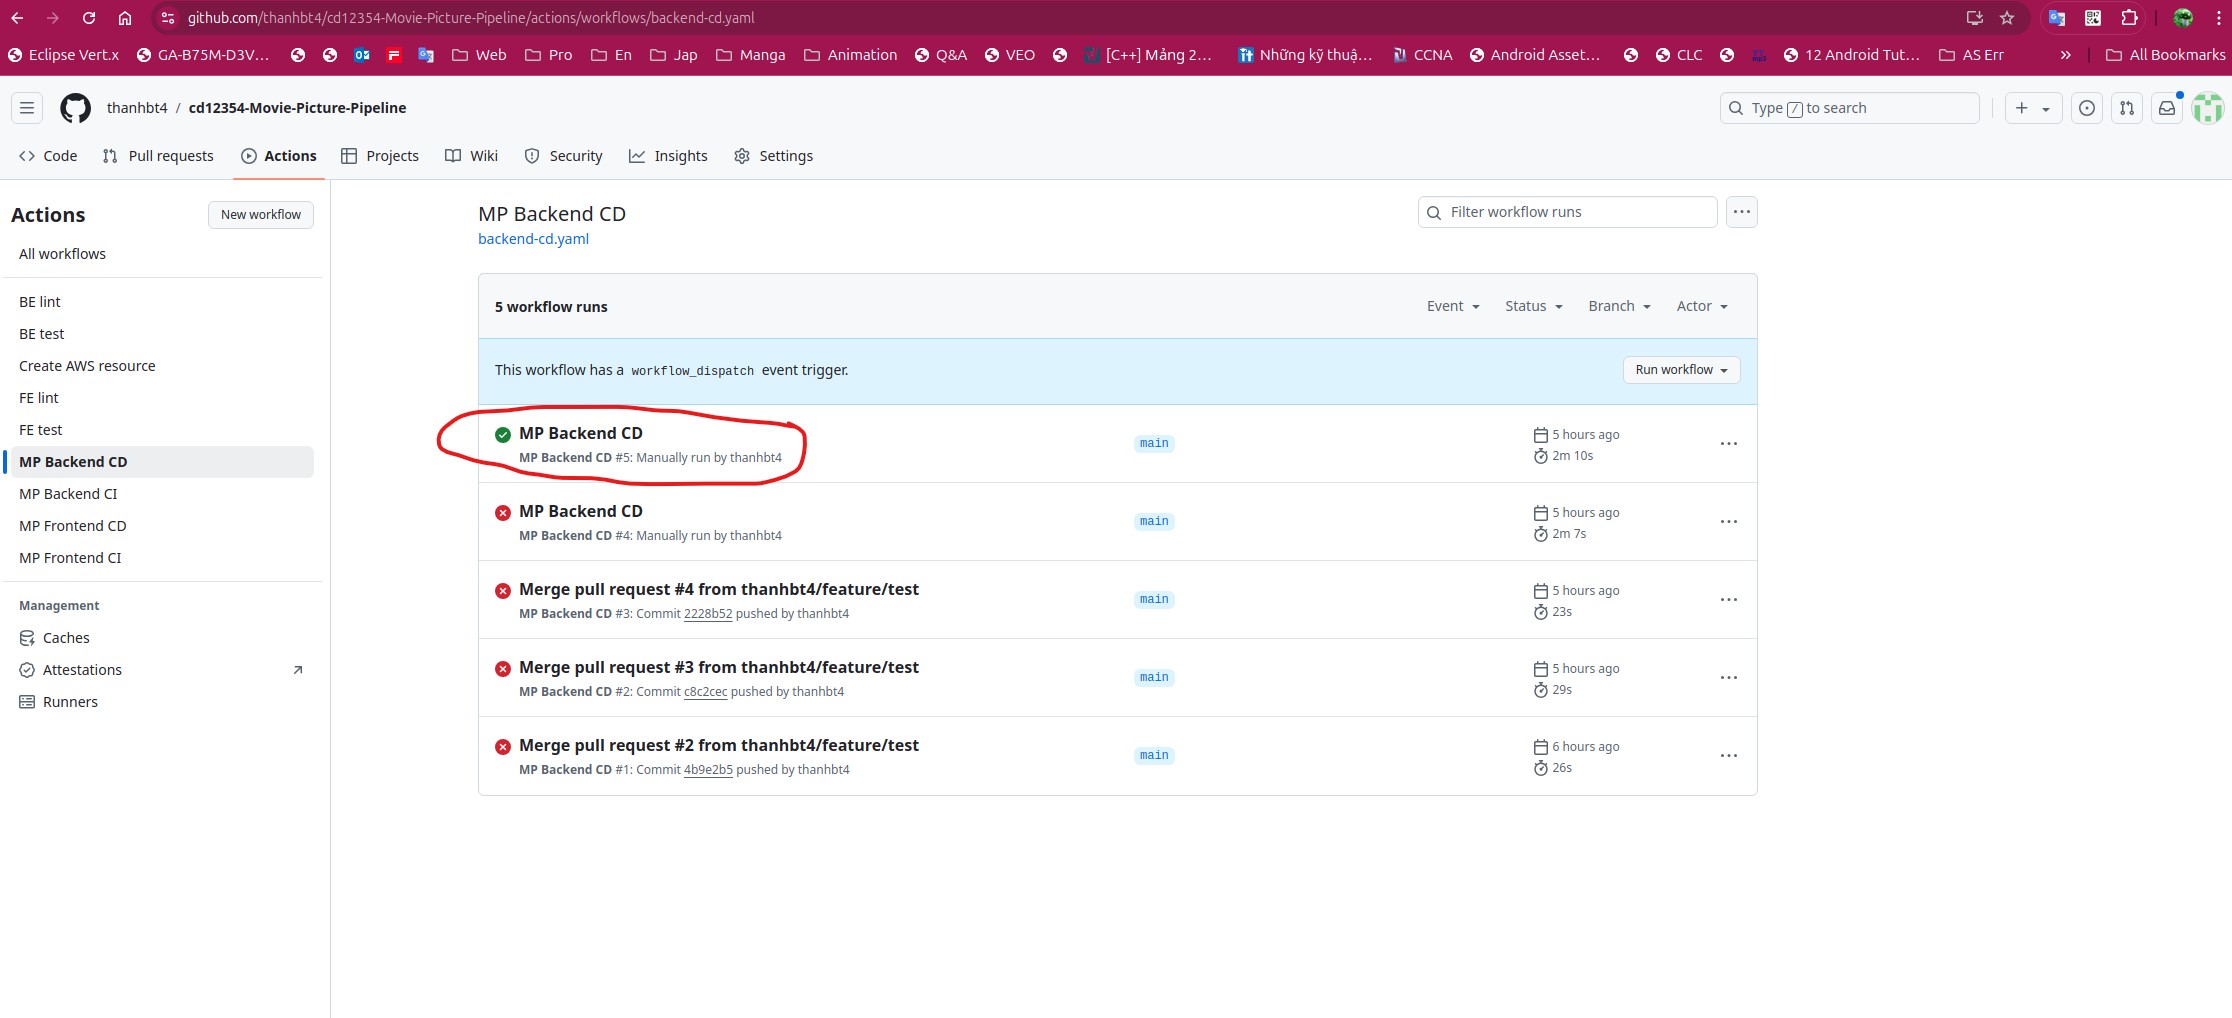 github.com/thanhbt4/cd12354-Movie-Picture-Pipeline/actions/workflows/backend-cd.yaml
Eclipse Vert.x GA-B75M-D3V... Web Pro En Jap Manga Animation Q&A VEO [C++] Mảng 2... Những kỹ thuậ... CCNA Android Asset... CLC 12 Android Tut... AS Err » All Bookmarks
thanhbt4 / cd12354-Movie-Picture-Pipeline Type / to search
Code Pull requests Actions Projects Wiki Security Insights Settings
Actions New workflow
All workflows
BE lint
BE test
Create AWS resource
FE lint
FE test
MP Backend CD
MP Backend CI
MP Frontend CD
MP Frontend CI
Management
Caches
Attestations
Runners
MP Backend CD
backend-cd.yaml
Filter workflow runs
5 workflow runs Event Status Branch Actor
This workflow has a workflow_dispatch event trigger. Run workflow
MP Backend CD
MP Backend CD #5: Manually run by thanhbt4
main
5 hours ago
2m 10s
MP Backend CD
MP Backend CD #4: Manually run by thanhbt4
main
5 hours ago
2m 7s
Merge pull request #4 from thanhbt4/feature/test
MP Backend CD #3: Commit 2228b52 pushed by thanhbt4
main
5 hours ago
23s
Merge pull request #3 from thanhbt4/feature/test
MP Backend CD #2: Commit c8c2cec pushed by thanhbt4
main
5 hours ago
29s
Merge pull request #2 from thanhbt4/feature/test
MP Backend CD #1: Commit 4b9e2b5 pushed by thanhbt4
main
6 hours ago
26s